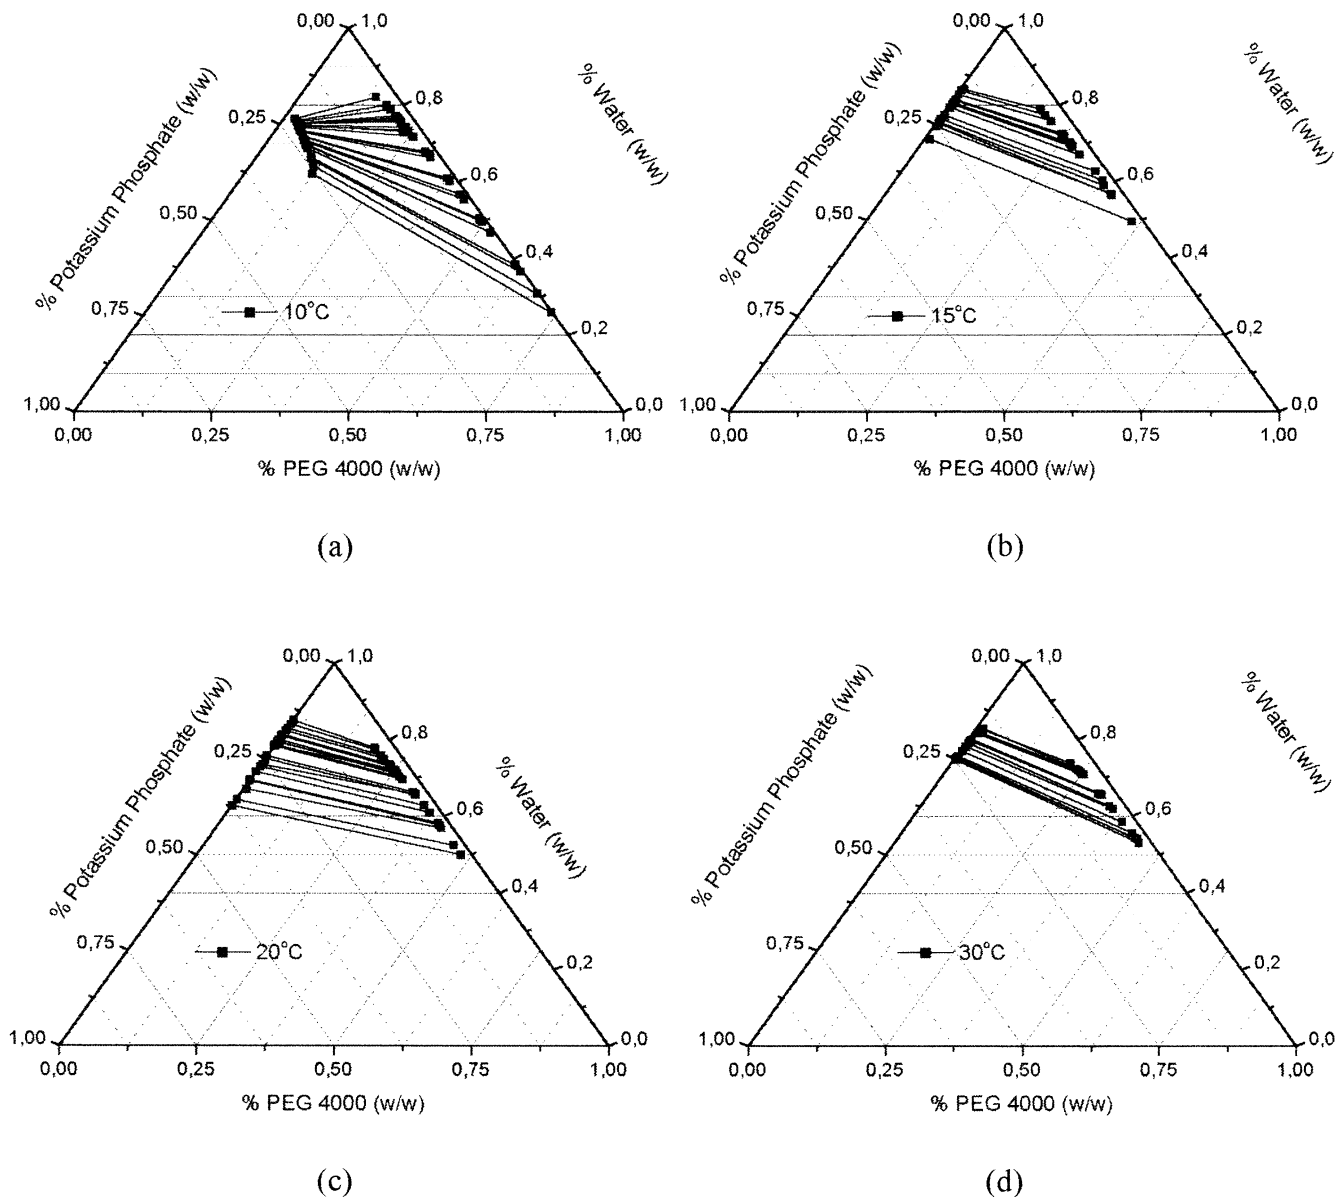 0,00 1,0
% Potassium Phosphate (w/w)
% Water (w/w)
0,25
0,8
0,6
0,50
0,4
0,75
10°C
0,2
1,00
0,0
0,00 0,25 0,50 0,75 1,00
% PEG 4000 (w/w)
(a)
0,00 1,0
% Potassium Phosphate (w/w)
% Water (w/w)
0,25
0,8
0,6
0,50
0,4
0,75
15°C
0,2
1,00
0,0
0,00 0,25 0,50 0,75 1,00
% PEG 4000 (w/w)
(b)
0,00 1,0
% Potassium Phosphate (w/w)
% Water (w/w)
0,25
0,8
0,6
0,50
0,4
0,75
20°C
0,2
1,00
0,0
0,00 0,25 0,50 0,75 1,00
% PEG 4000 (w/w)
(c)
0,00 1,0
% Potassium Phosphate (w/w)
% Water (w/w)
0,25
0,8
0,6
0,50
0,4
0,75
30°C
0,2
1,00
0,0
0,00 0,25 0,50 0,75 1,00
% PEG 4000 (w/w)
(d)